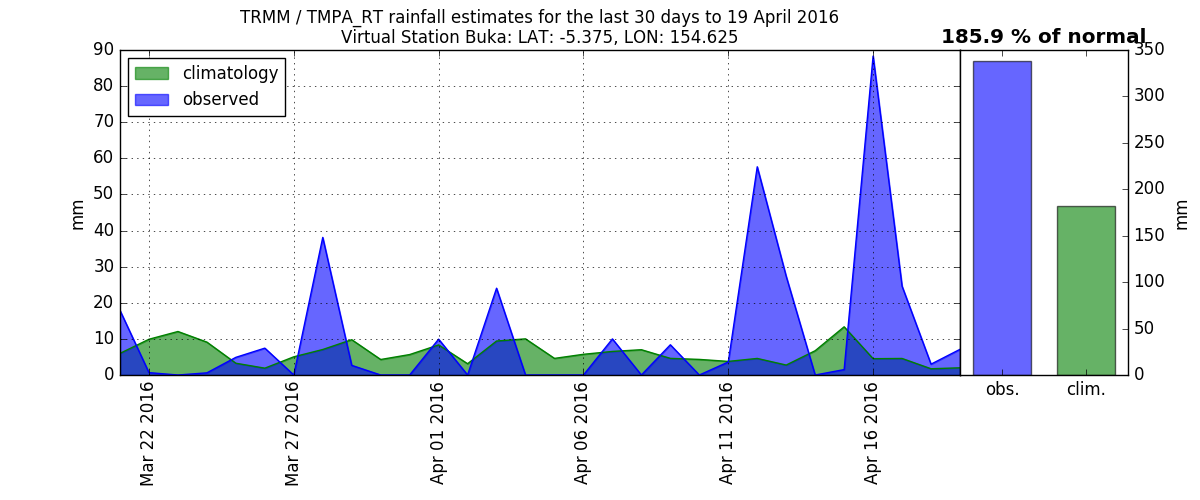 TRMM / TMPA_RT rainfall estimates for the last 30 days to 19 April 2016
Virtual Station Buka: LAT: -5.375, LON: 154.625
185.9 % of normal
climatology
observed
mm
90
80
70
60
50
40
30
20
10
0
Mar 22 2016
Mar 27 2016
Apr 01 2016
Apr 06 2016
Apr 11 2016
Apr 16 2016
350
300
250
200
150
100
50
0
mm
obs.
clim.